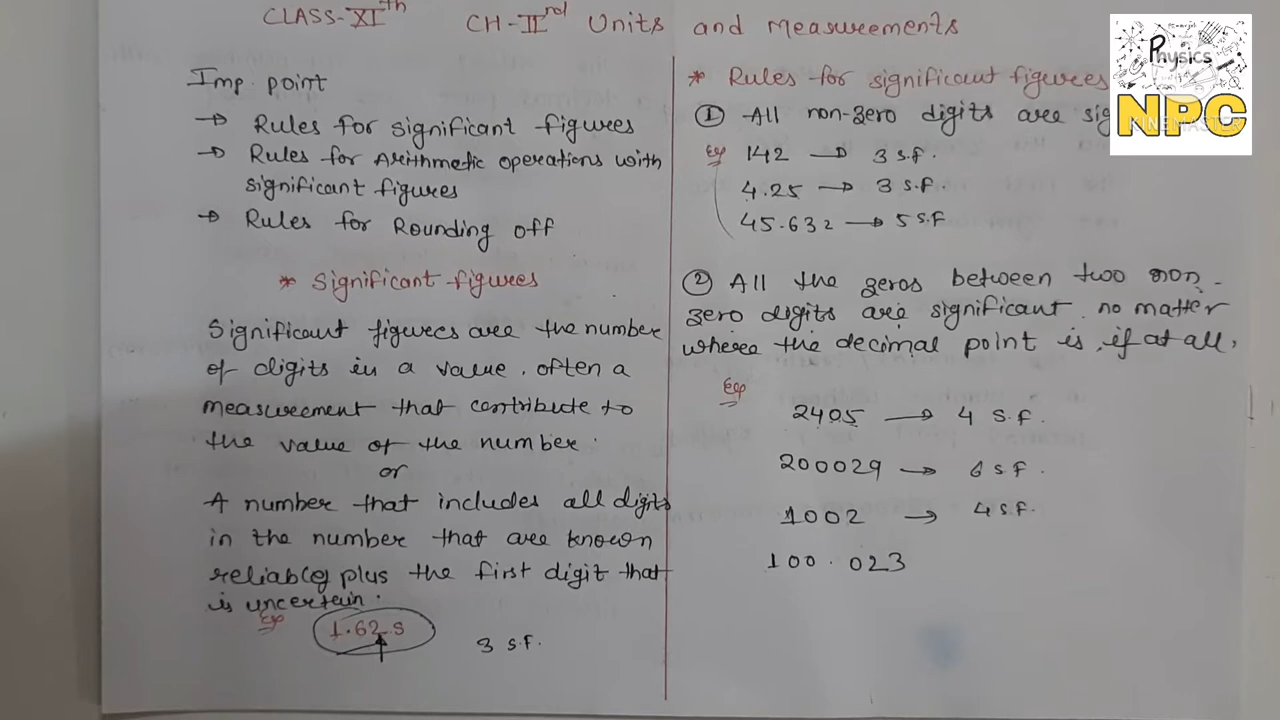 CLASS-XIth CH-IIrd Units and Measurements
Imp. point
→ Rules for significant figures
→ Rules for Arithmetic operations with
significant figures
→ Rules for Rounding off
* Significant figures
Significant figures are the number
of digits in a value, often a
measurement that contribute to
the value of the number.
or
A number that includes all digits
in the number that are known
reliably plus the first digit that
is uncertain.
Eg
1.62 s
3 s.f.
* Rules for significant figures
① All non-zero digits are sig
Eg 142 → 3 s.f.
4.25 → 3 s.f.
45.632 → 5 s.f
② All the zeros between two non-
zero digits are significant no matter
where the decimal point is, if at all.
Eg
2405 → 4 s.f.
200029 → 6 s.f.
1002 → 4 s.f.
100.023
Physics
NPC